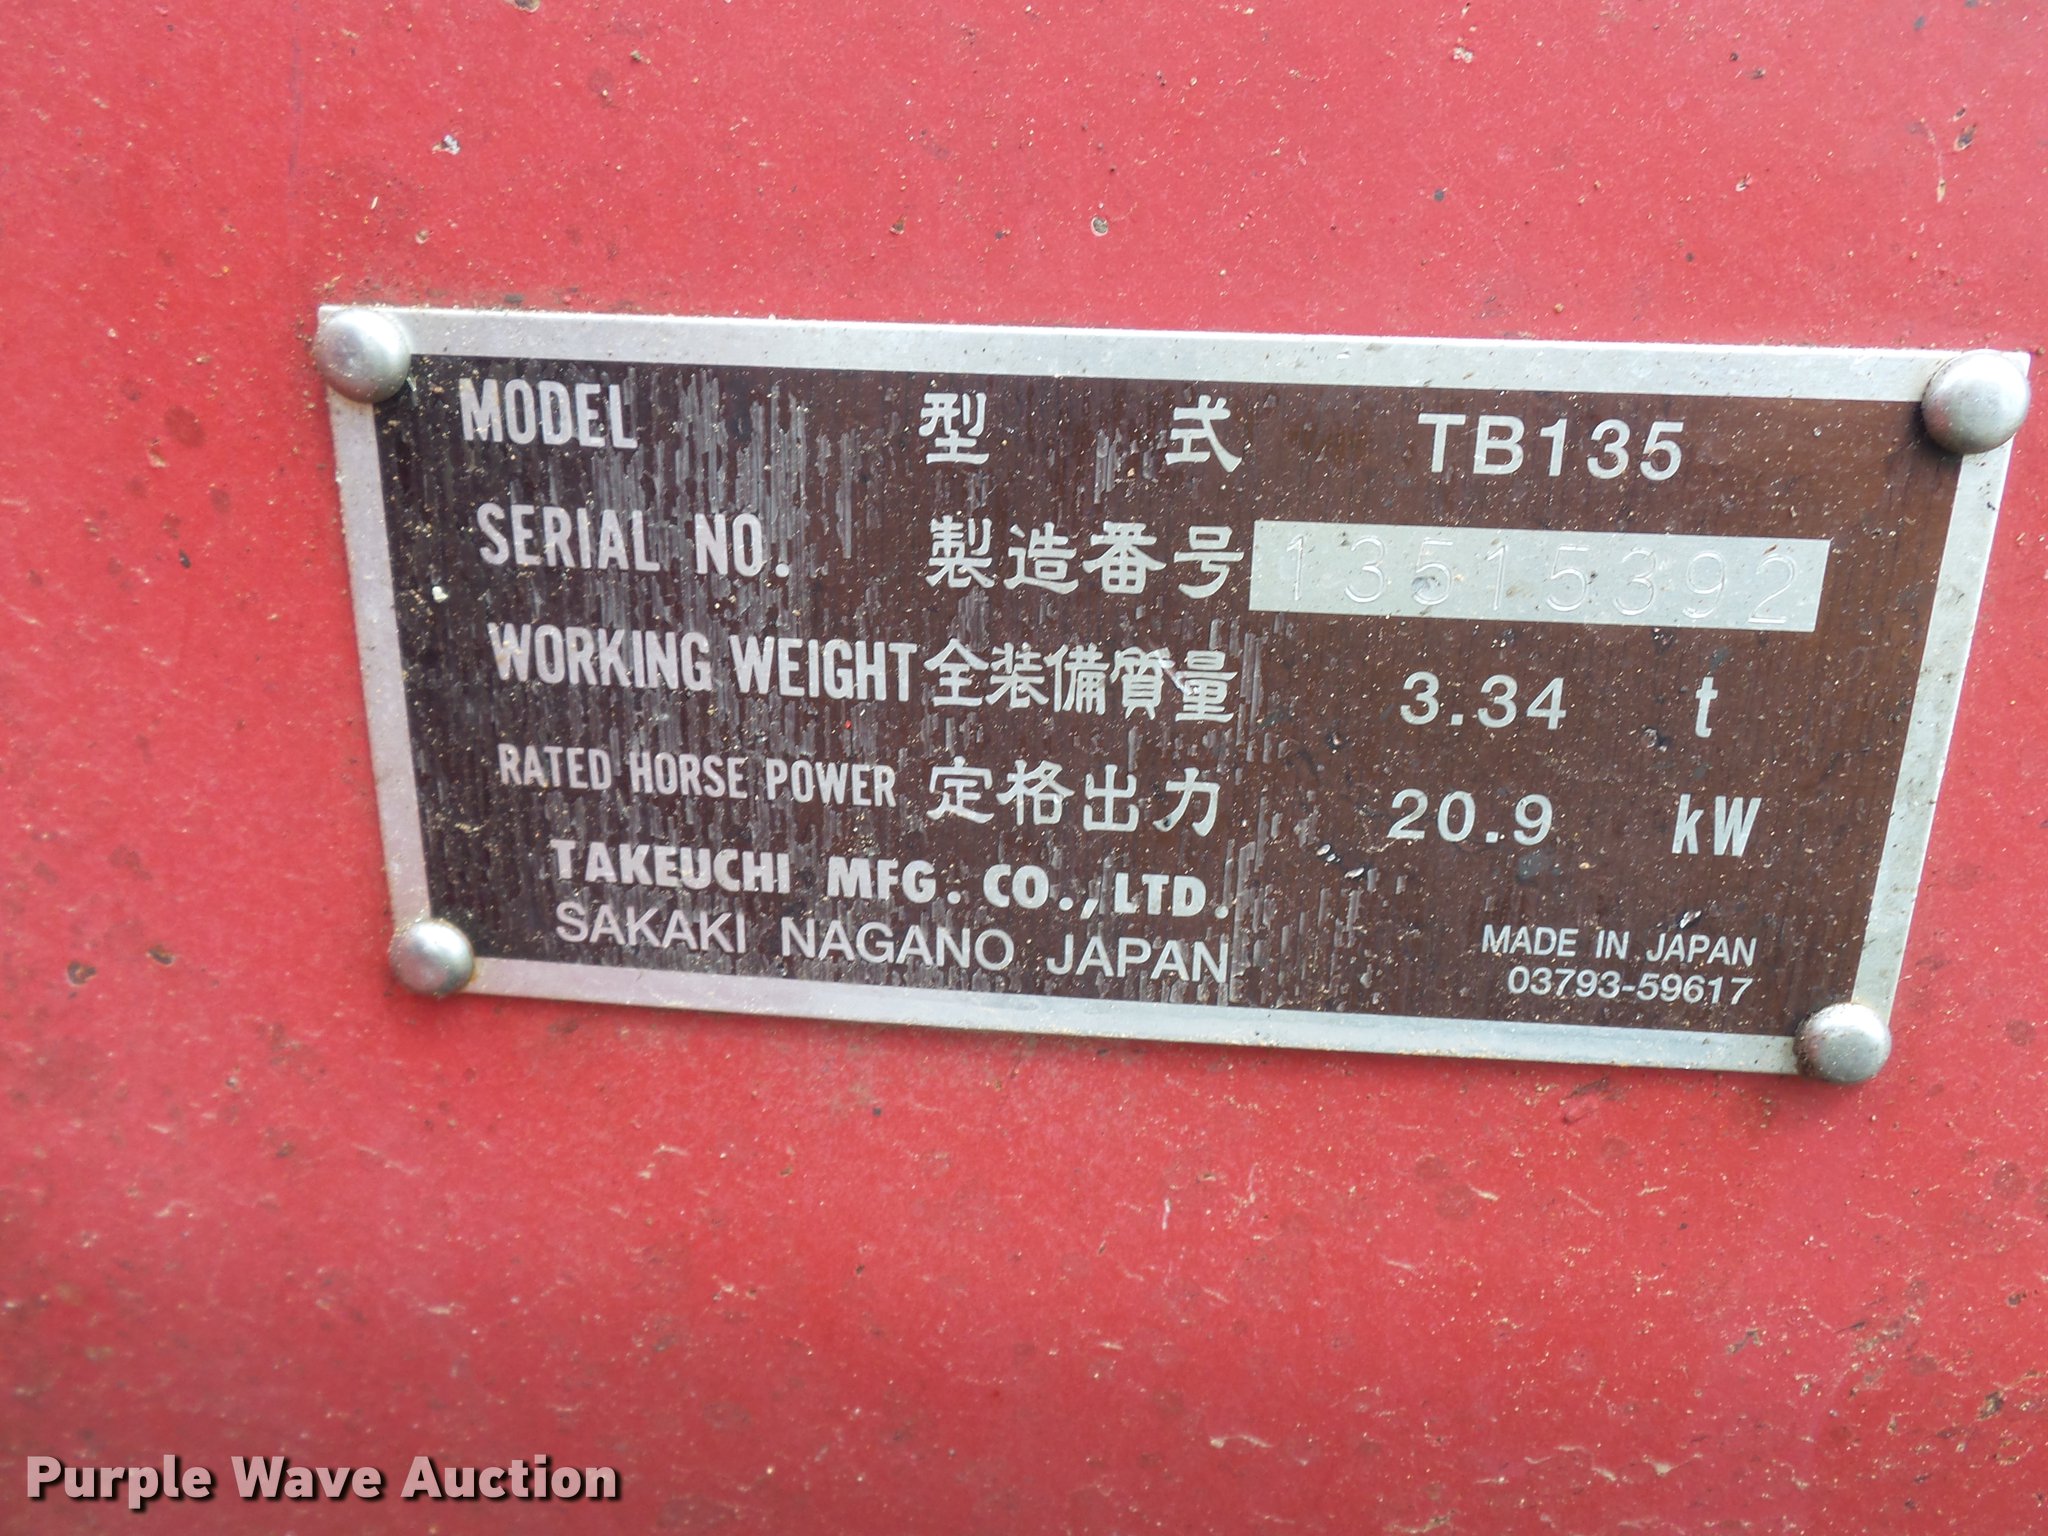 MODEL 型 式 TB135
SERIAL NO. 製造番号 13515392
WORKING WEIGHT 全装備質量 3.34 t
RATED HORSE POWER 定格出力 20.9 kW
TAKEUCHI MFG. CO., LTD.
SAKAKI NAGANO JAPAN
MADE IN JAPAN
03793-59617
Purple Wave Auction